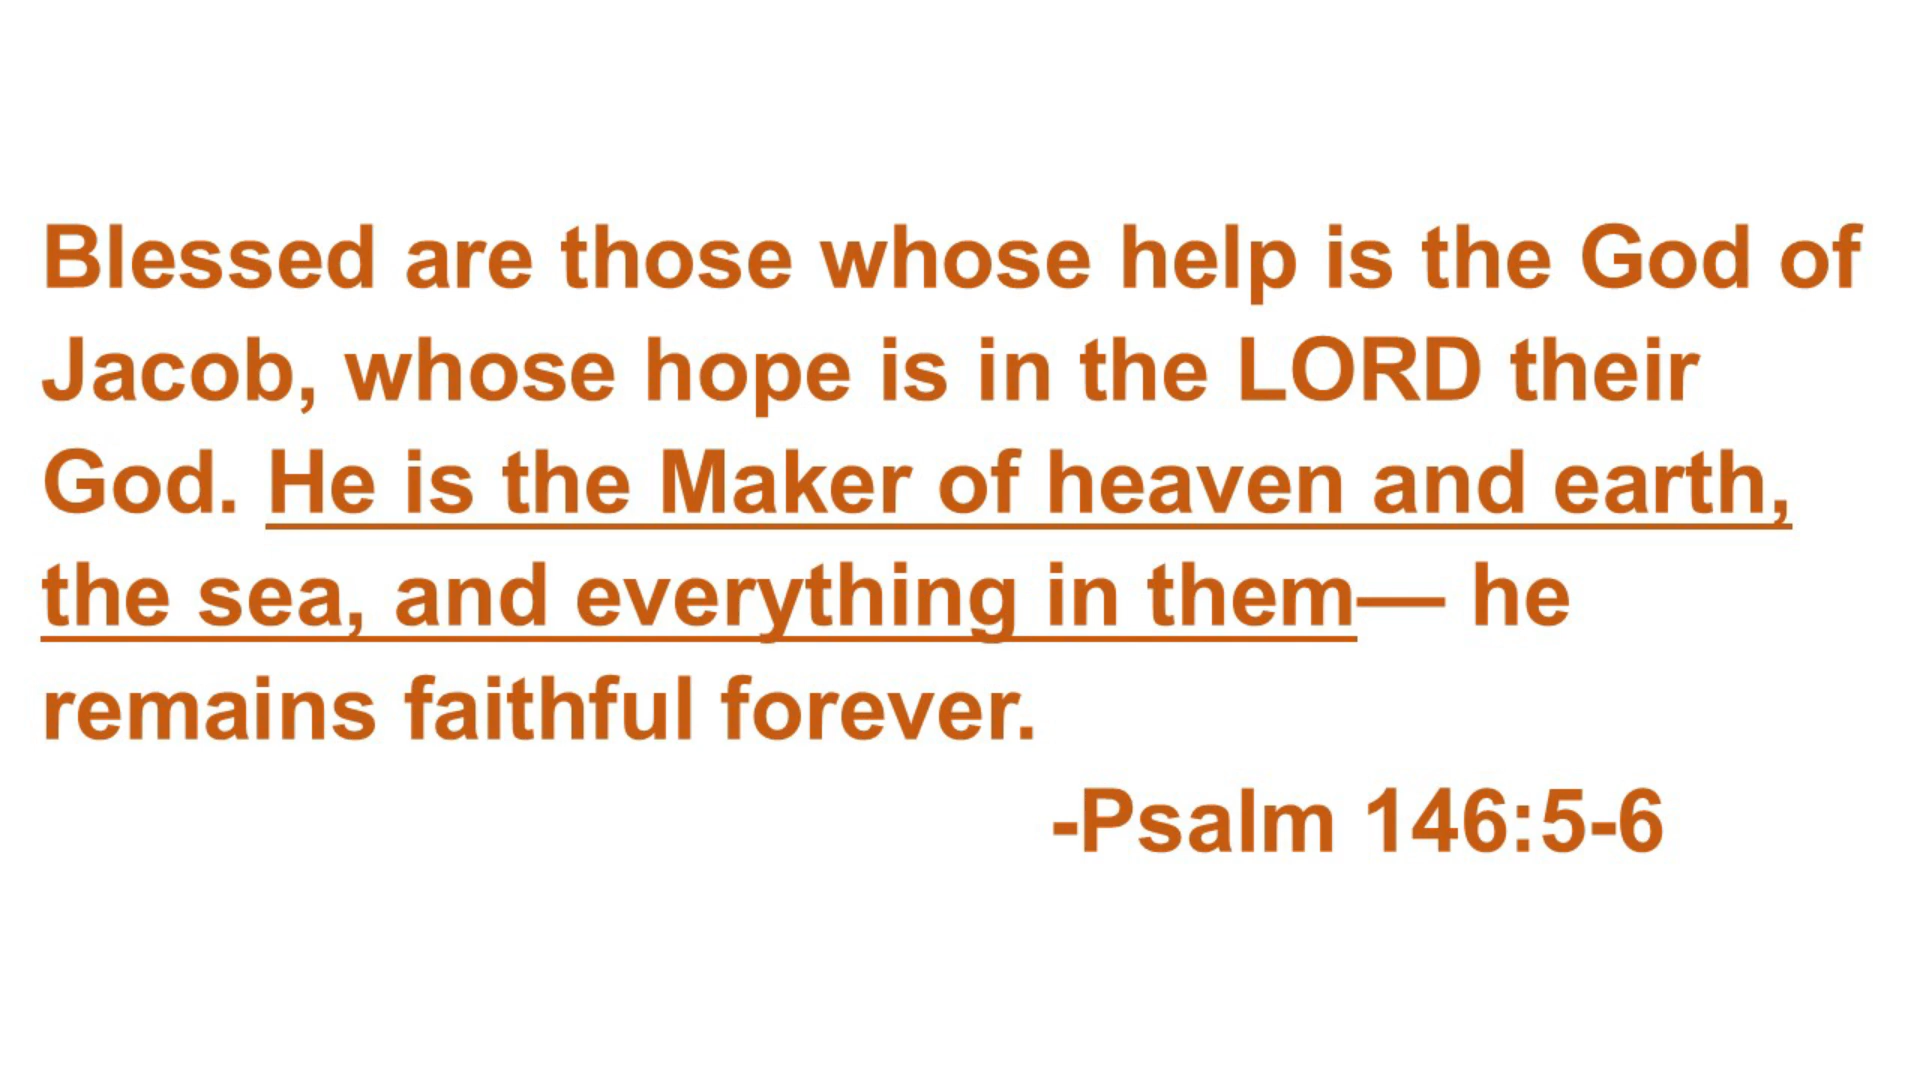 Blessed are those whose help is the God of
Jacob, whose hope is in the LORD their
God. He is the Maker of heaven and earth,
the sea, and everything in them— he
remains faithful forever.
-Psalm 146:5-6